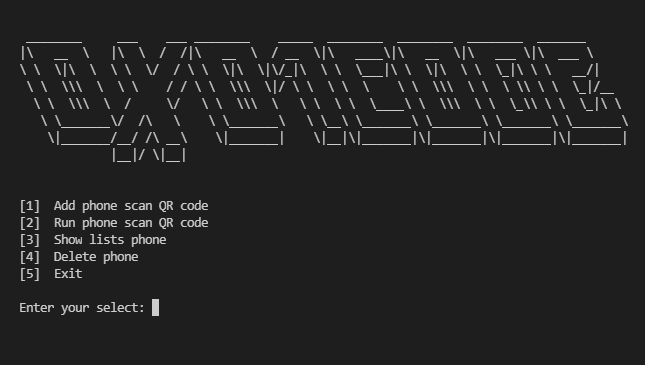 0X01CODE
[1] Add phone scan QR code
[2] Run phone scan QR code
[3] Show lists phone
[4] Delete phone
[5] Exit
Enter your select: